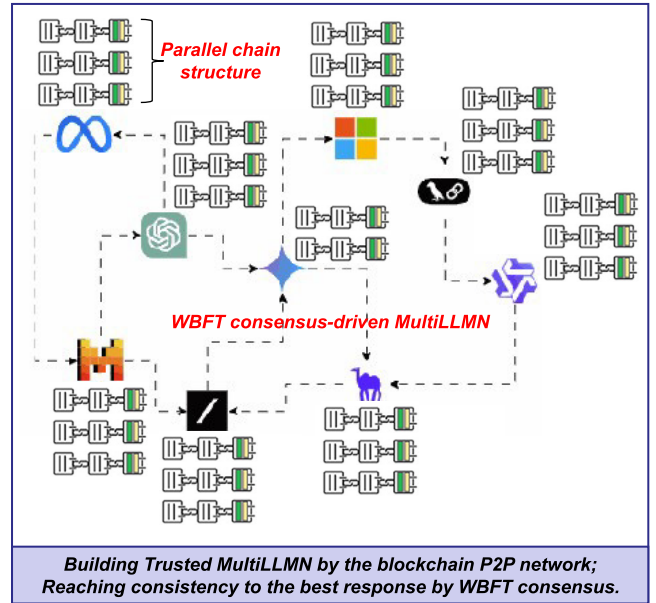 Parallel chain
structure
WBFT consensus-driven MultiLLMN
Building Trusted MultiLLMN by the blockchain P2P network;
Reaching consistency to the best response by WBFT consensus.